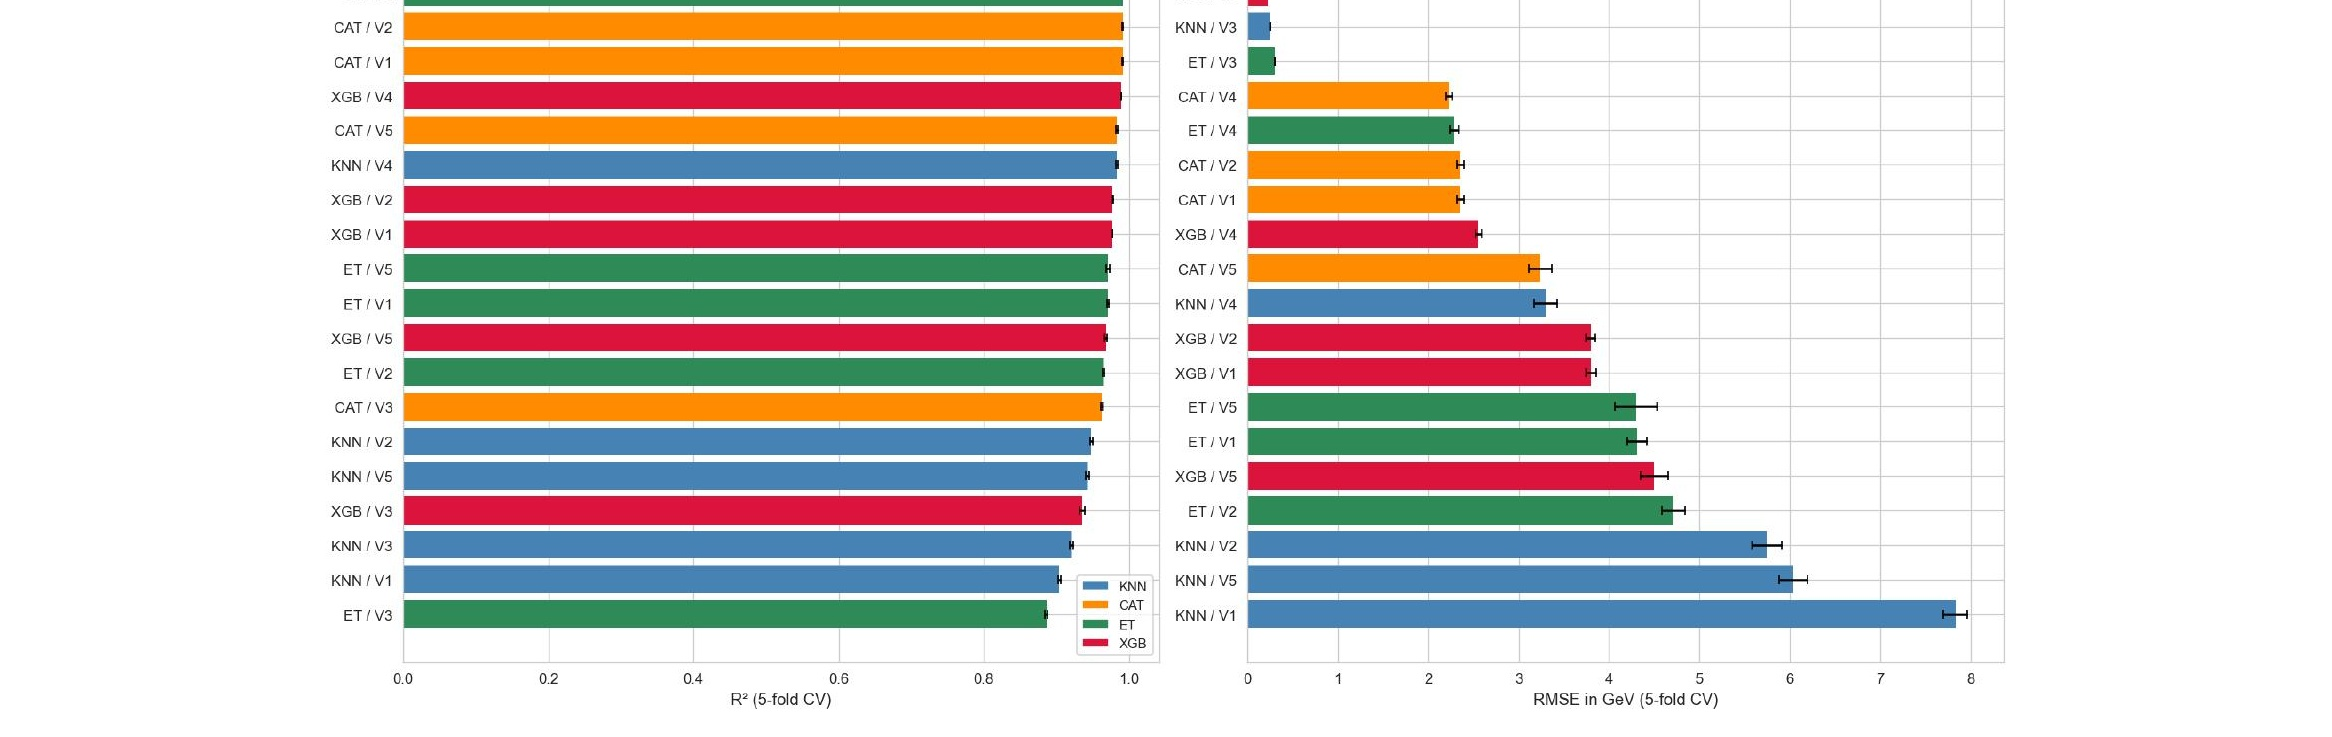 CAT / V2
CAT / V1
XGB / V4
CAT / V5
KNN / V4
XGB / V2
XGB / V1
ET / V5
ET / V1
XGB / V5
ET / V2
CAT / V3
KNN / V2
KNN / V5
XGB / V3
KNN / V3
KNN / V1
ET / V3
KNN
CAT
ET
XGB
0.0 0.2 0.4 0.6 0.8 1.0
R² (5-fold CV)
KNN / V3
ET / V3
CAT / V4
ET / V4
CAT / V2
CAT / V1
XGB / V4
CAT / V5
KNN / V4
XGB / V2
XGB / V1
ET / V5
ET / V1
XGB / V5
ET / V2
KNN / V2
KNN / V5
KNN / V1
0 1 2 3 4 5 6 7 8
RMSE in GeV (5-fold CV)